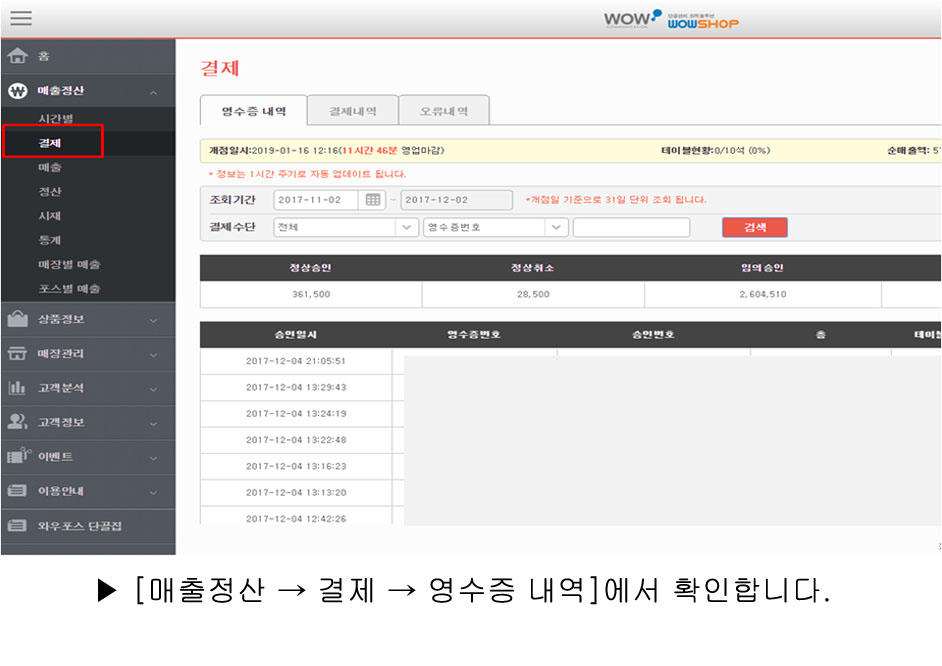 WOW
WOWSHOP
홈
매출정산
시간별
결제
매출
정산
시재
통계
매장별 매출
포스별 매출
상품정보
매장관리
고객분석
고객정보
이벤트
이용안내
와우포스 단골집
결제
영수증 내역 결제내역 오류내역
개점일시:2019-01-16 12:16(11시간 46분 영업마감) 테이블현황:0/10석 (0%) 순매출액:
* 정보는 1시간 주기로 자동 업데이트 됩니다.
조회기간 2017-11-02 ~ 2017-12-02 *개점일 기준으로 31일 단위 조회 됩니다.
결제수단 전체 영수증번호 검색
정상승인 정상취소 임의승인
361,500 28,500 2,604,510
승인일시 영수증번호 승인번호 층
2017-12-04 21:05:51
2017-12-04 13:29:43
2017-12-04 13:24:19
2017-12-04 13:22:48
2017-12-04 13:16:23
2017-12-04 13:13:20
2017-12-04 12:42:26
▶ [매출정산 → 결제 → 영수증 내역]에서 확인합니다.